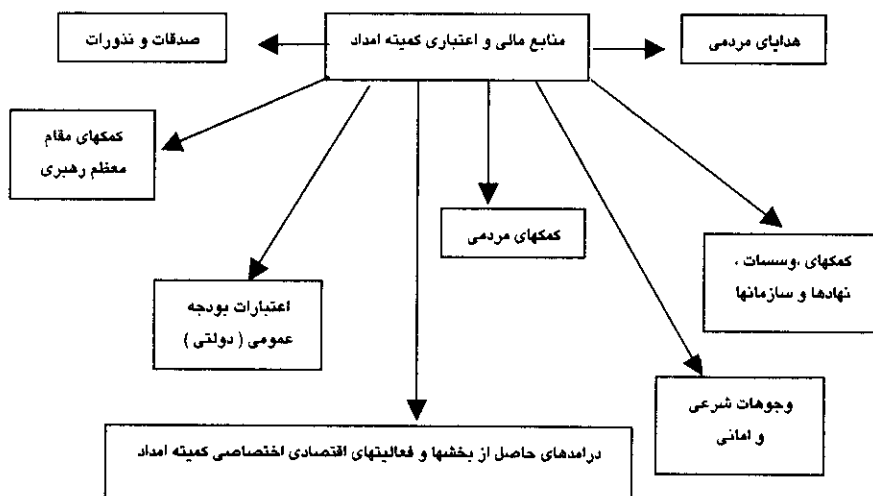 منابع مالی و اعتباری کمیته امداد
هدایای مردمی
صدقات و نذورات
کمکهای مقام
معظم رهبری
کمکهای مردمی
کمکهای ،وسسات ،
نهادها و سازمانها
اعتبارات بودجه
عمومی ( دولتی )
وجوهات شرعی
و امانی
درامدهای حاصل از بخشها و فعالیتهای اقتصادی اختصاصی کمیته امداد